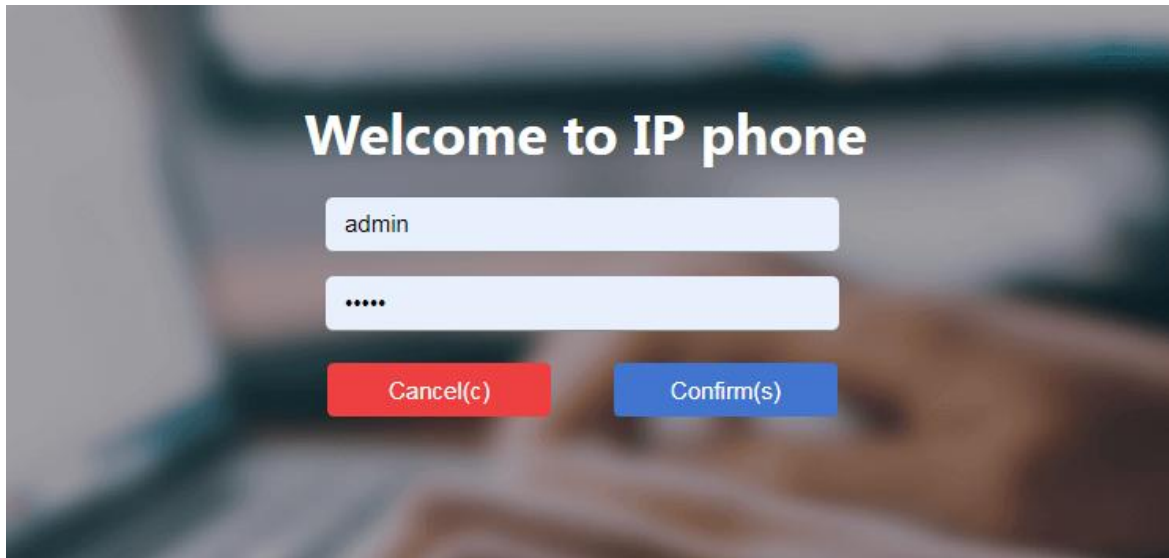 Welcome to IP phone
admin
•••••
Cancel(c)
Confirm(s)